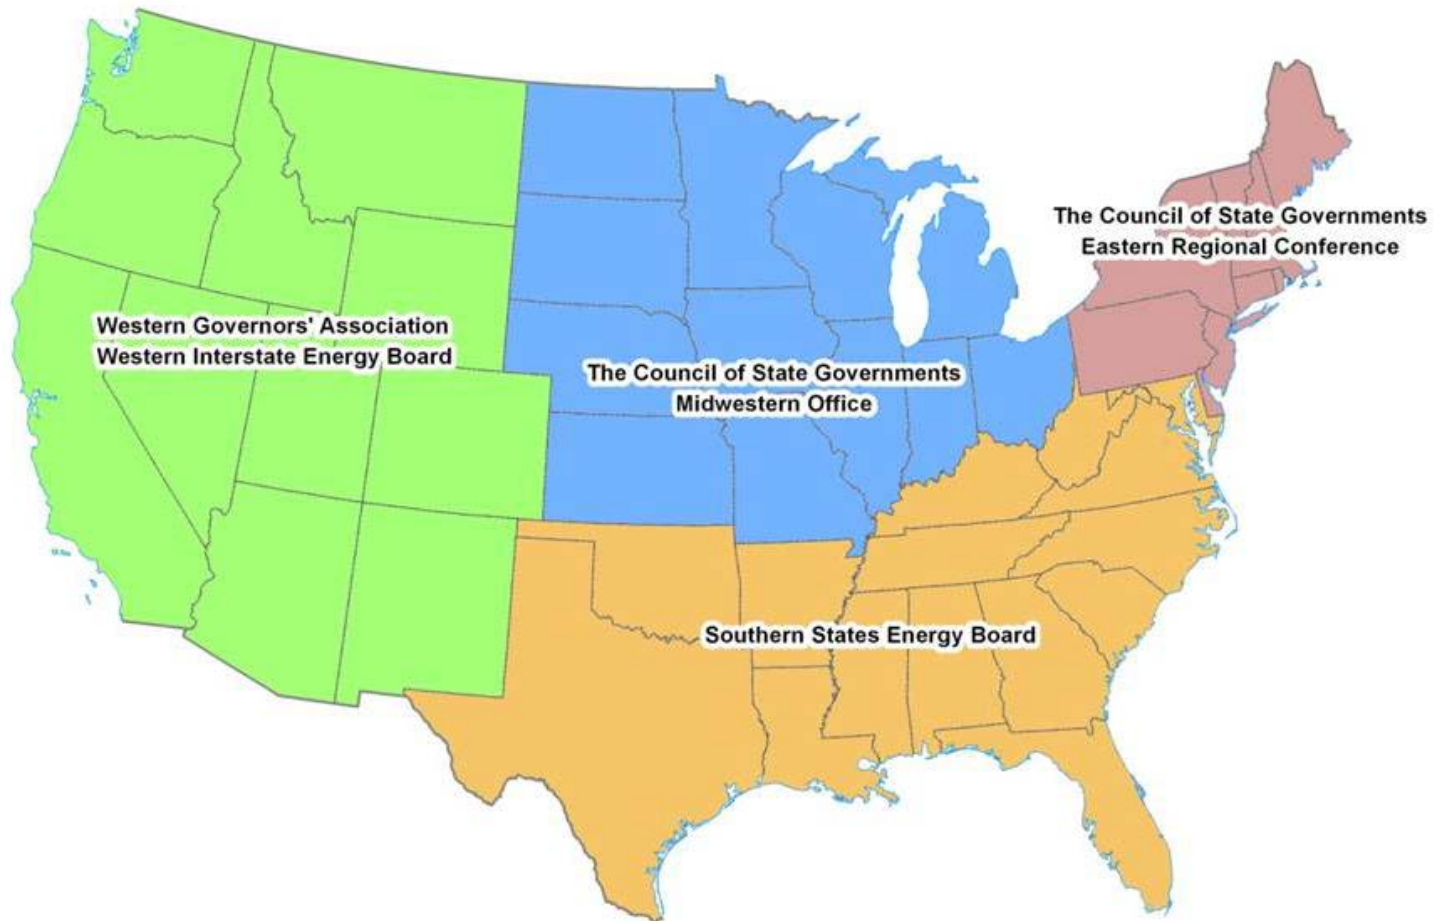 The Council of State Governments
Eastern Regional Conference
Western Governors' Association
Western Interstate Energy Board
The Council of State Governments
Midwestern Office
Southern States Energy Board